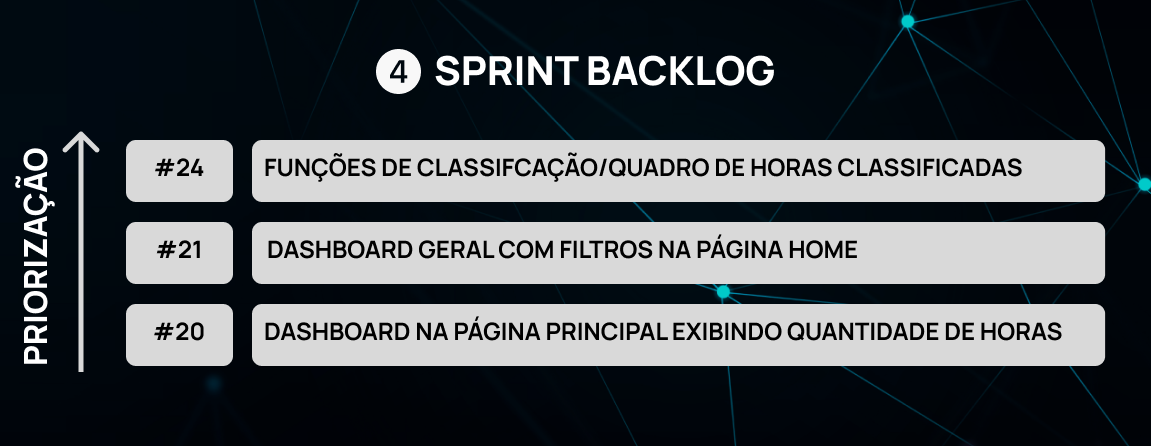 4 SPRINT BACKLOG
PRIORIZAÇÃO
#24 FUNÇÕES DE CLASSIFCAÇÃO/QUADRO DE HORAS CLASSIFICADAS
#21 DASHBOARD GERAL COM FILTROS NA PÁGINA HOME
#20 DASHBOARD NA PÁGINA PRINCIPAL EXIBINDO QUANTIDADE DE HORAS